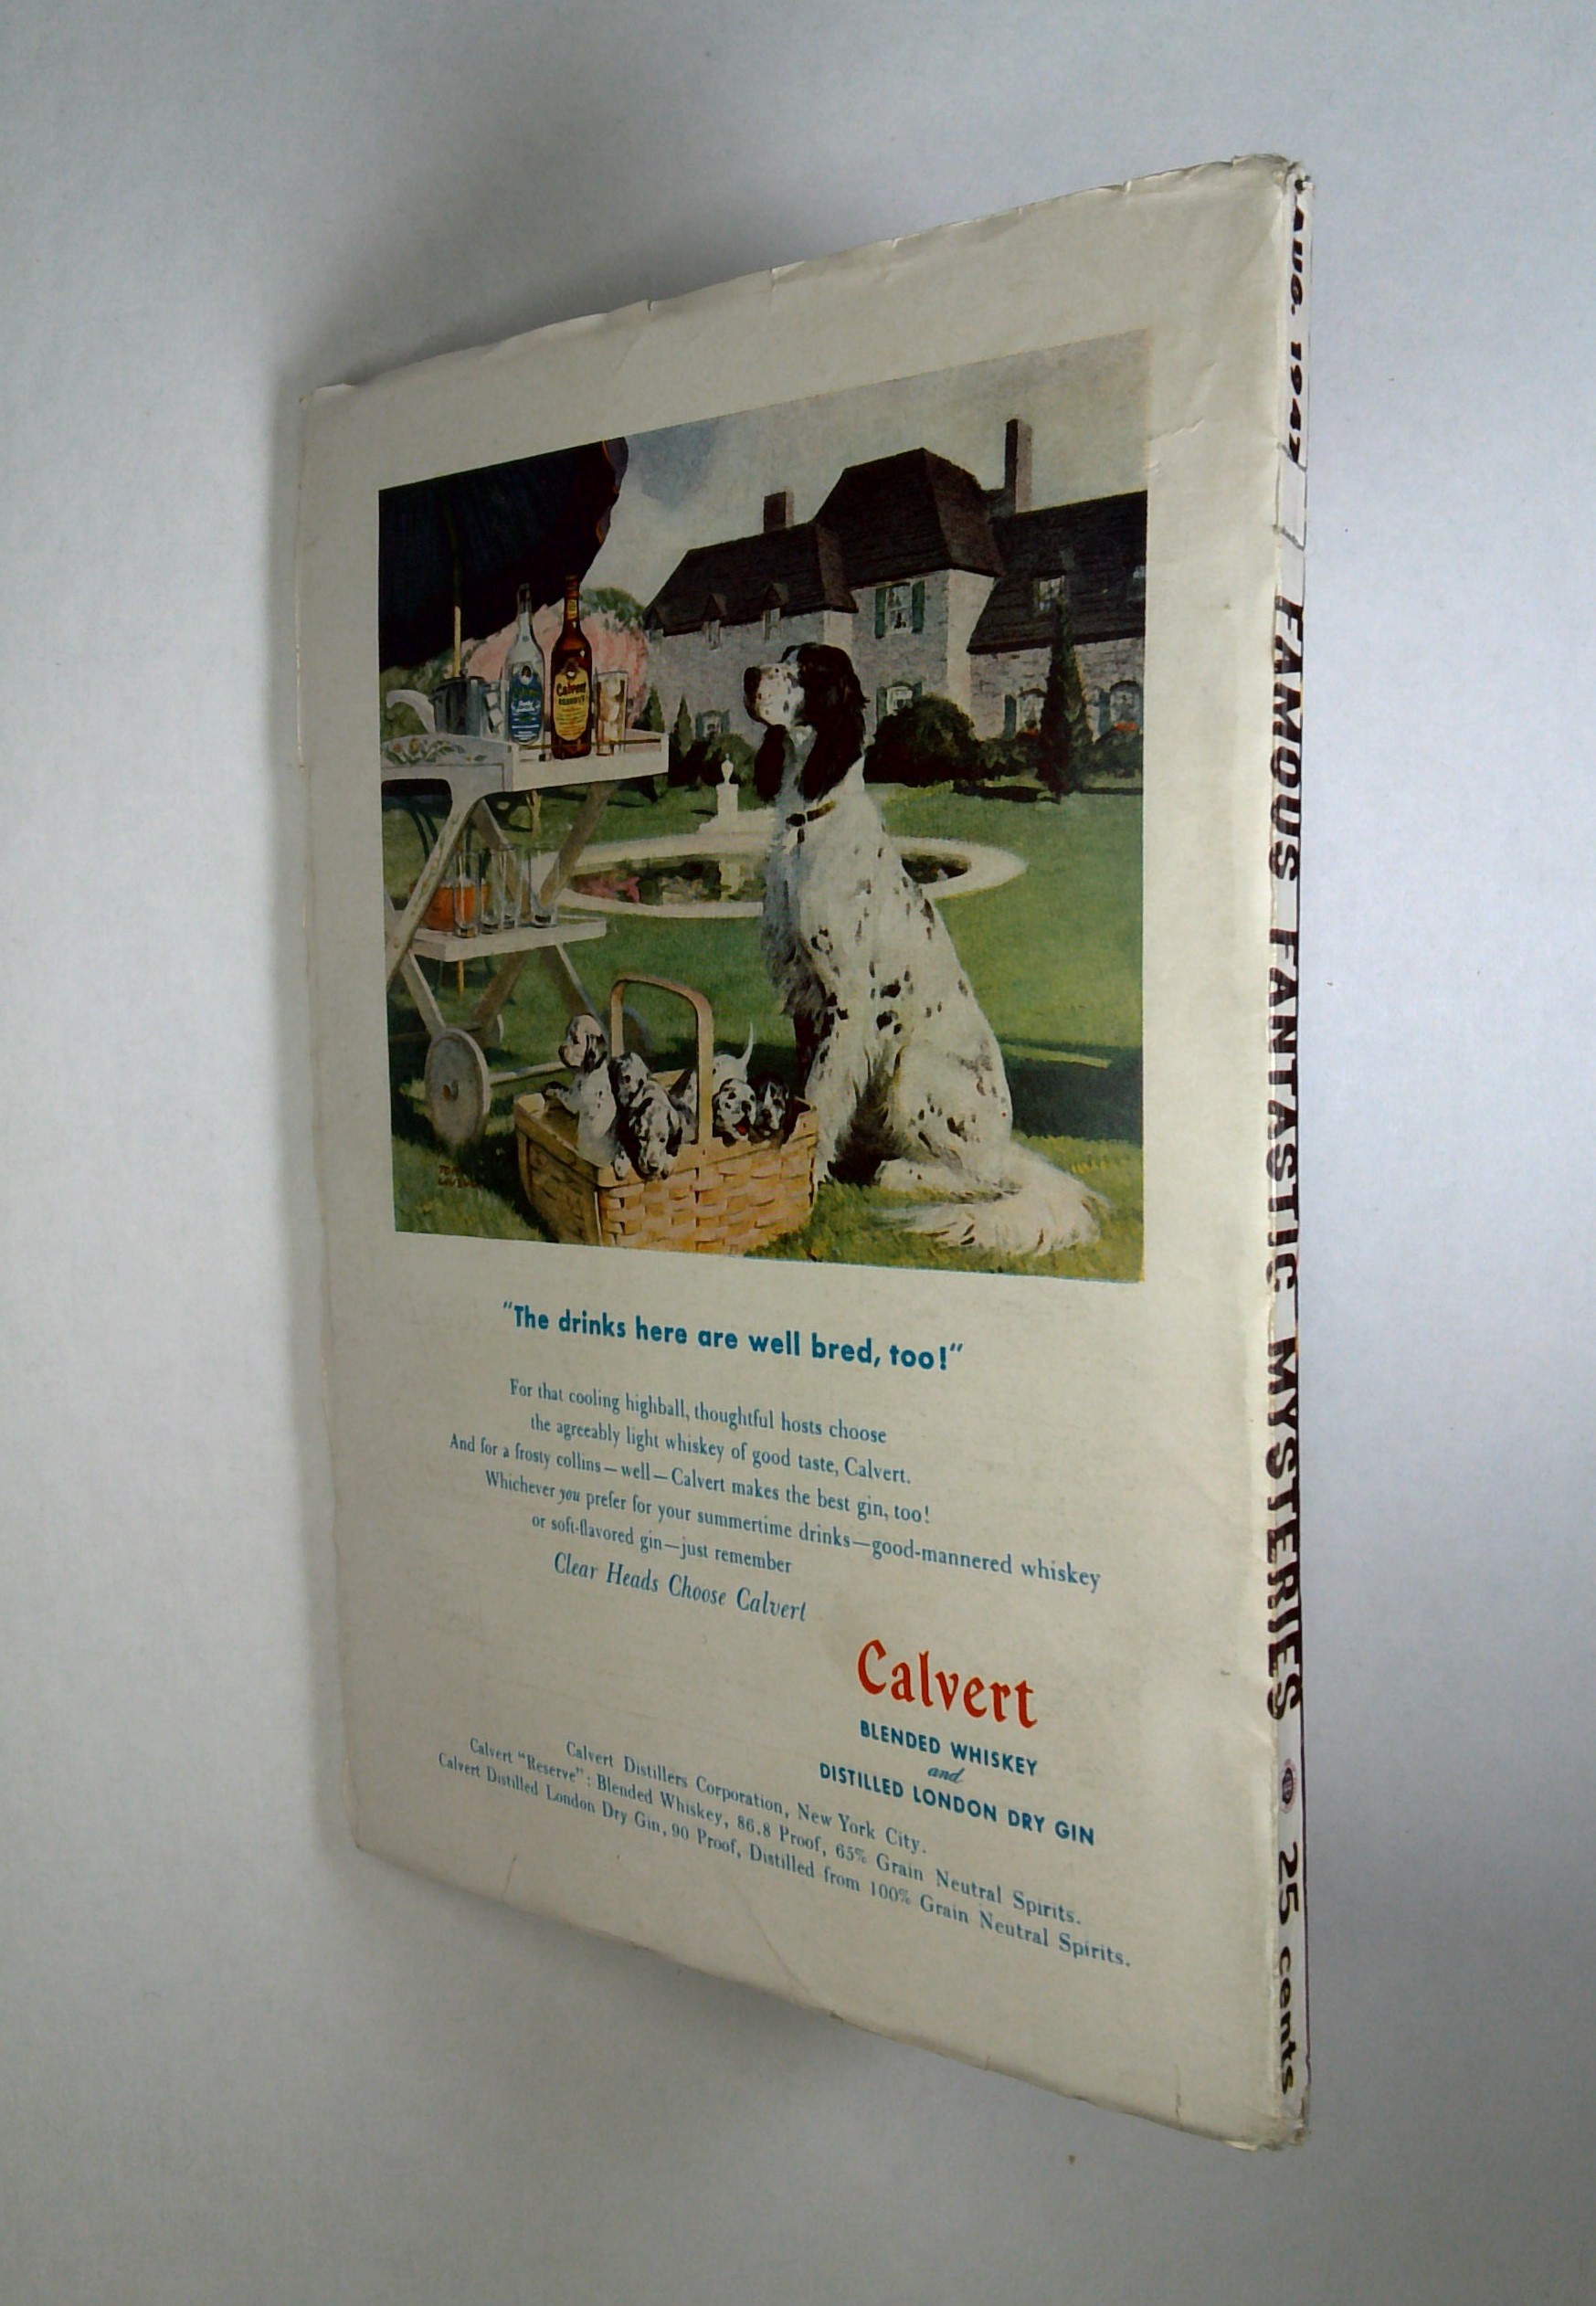 "The drinks here are well bred, too!"
For that cooling highball, thoughtful hosts choose
the agreeably light whiskey of good taste, Calvert.
And for a frosty collins—well—Calvert makes the best gin, too!
Whichever you prefer for your summertime drinks—good-mannered whiskey
or soft-flavored gin—just remember
Clear Heads Choose Calvert
Calvert
BLENDED WHISKEY
and
DISTILLED LONDON DRY GIN
Calvert Distillers Corporation, New York City.
Calvert "Reserve": Blended Whiskey, 86.8 Proof, 65% Grain Neutral Spirits.
Calvert Distilled London Dry Gin, 90 Proof, Distilled from 100% Grain Neutral Spirits.
AUG. 1947 FAMOUS FANTASTIC MYSTERIES 25 cents
Calvert